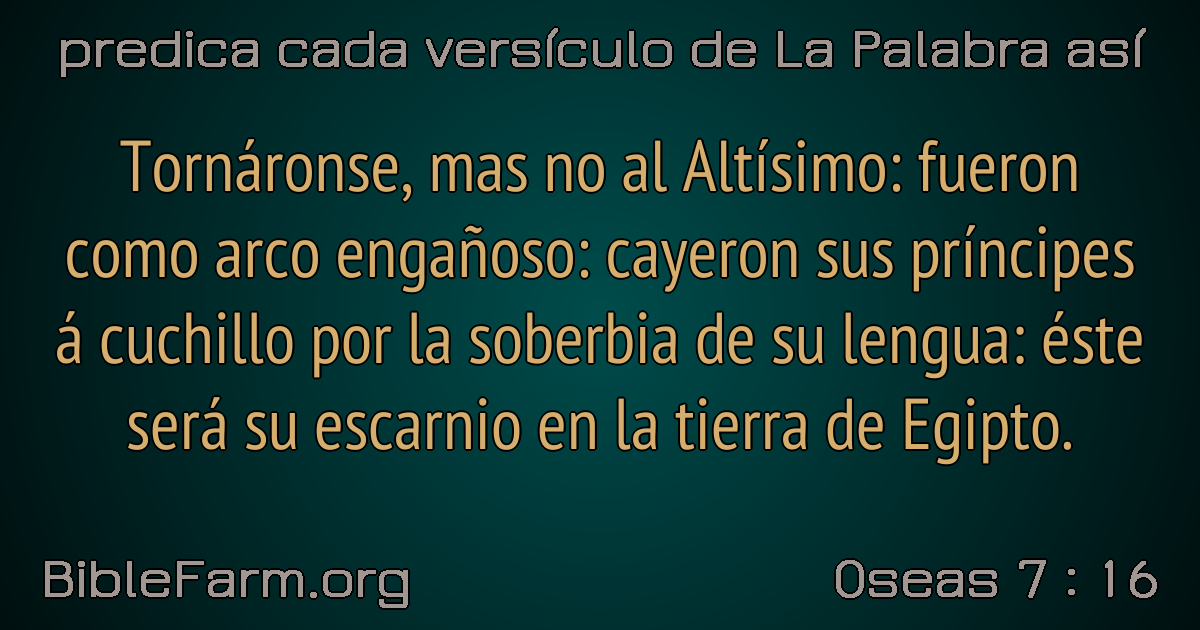 predica cada versículo de La Palabra así
Tornáronse, mas no al Altísimo: fueron
como arco engañoso: cayeron sus príncipes
á cuchillo por la soberbia de su lengua: éste
será su escarnio en la tierra de Egipto.
BibleFarm.org
Oseas 7 : 16